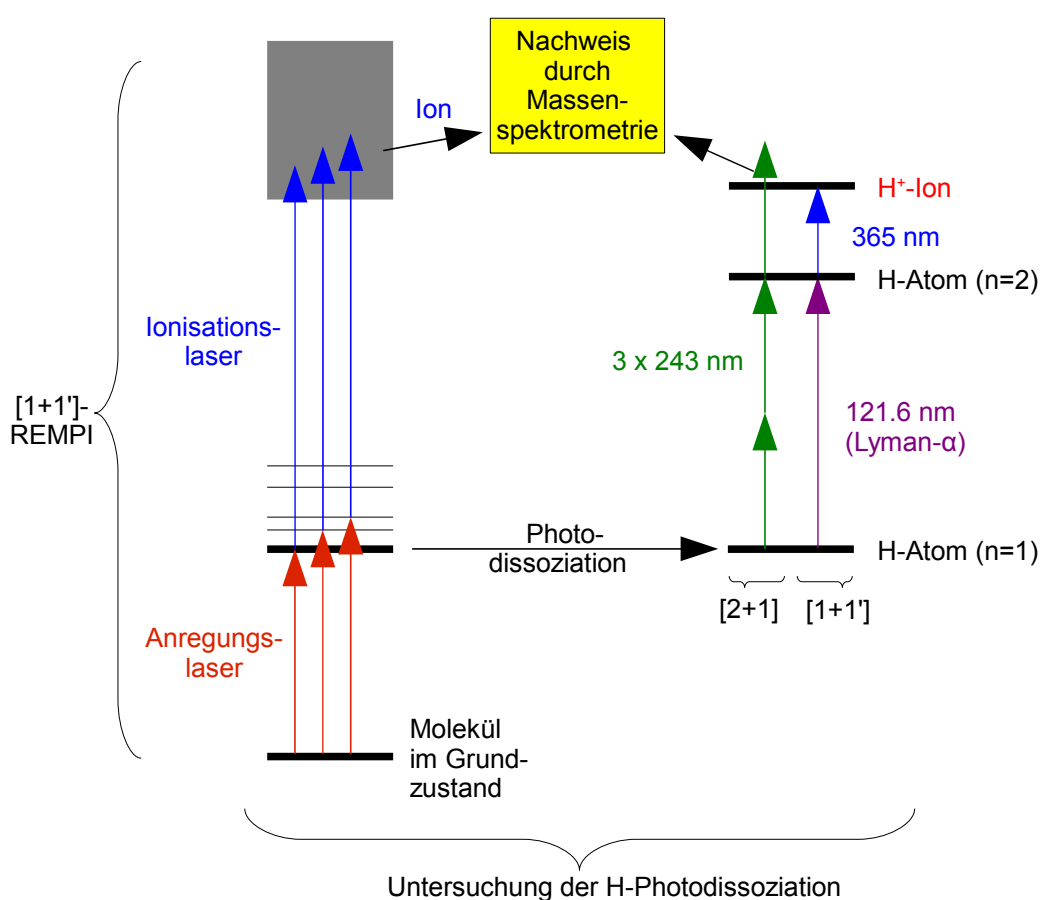 Nachweis
durch
Massen-
spektrometrie
Ion
H⁺-Ion
365 nm
H-Atom (n=2)
Ionisations-
laser
3 x 243 nm
[1+1']-
REMPI
121.6 nm
(Lyman-α)
Photo-
dissoziation
H-Atom (n=1)
[2+1]
[1+1']
Anregungs-
laser
Molekül
im Grund-
zustand
Untersuchung der H-Photodissoziation